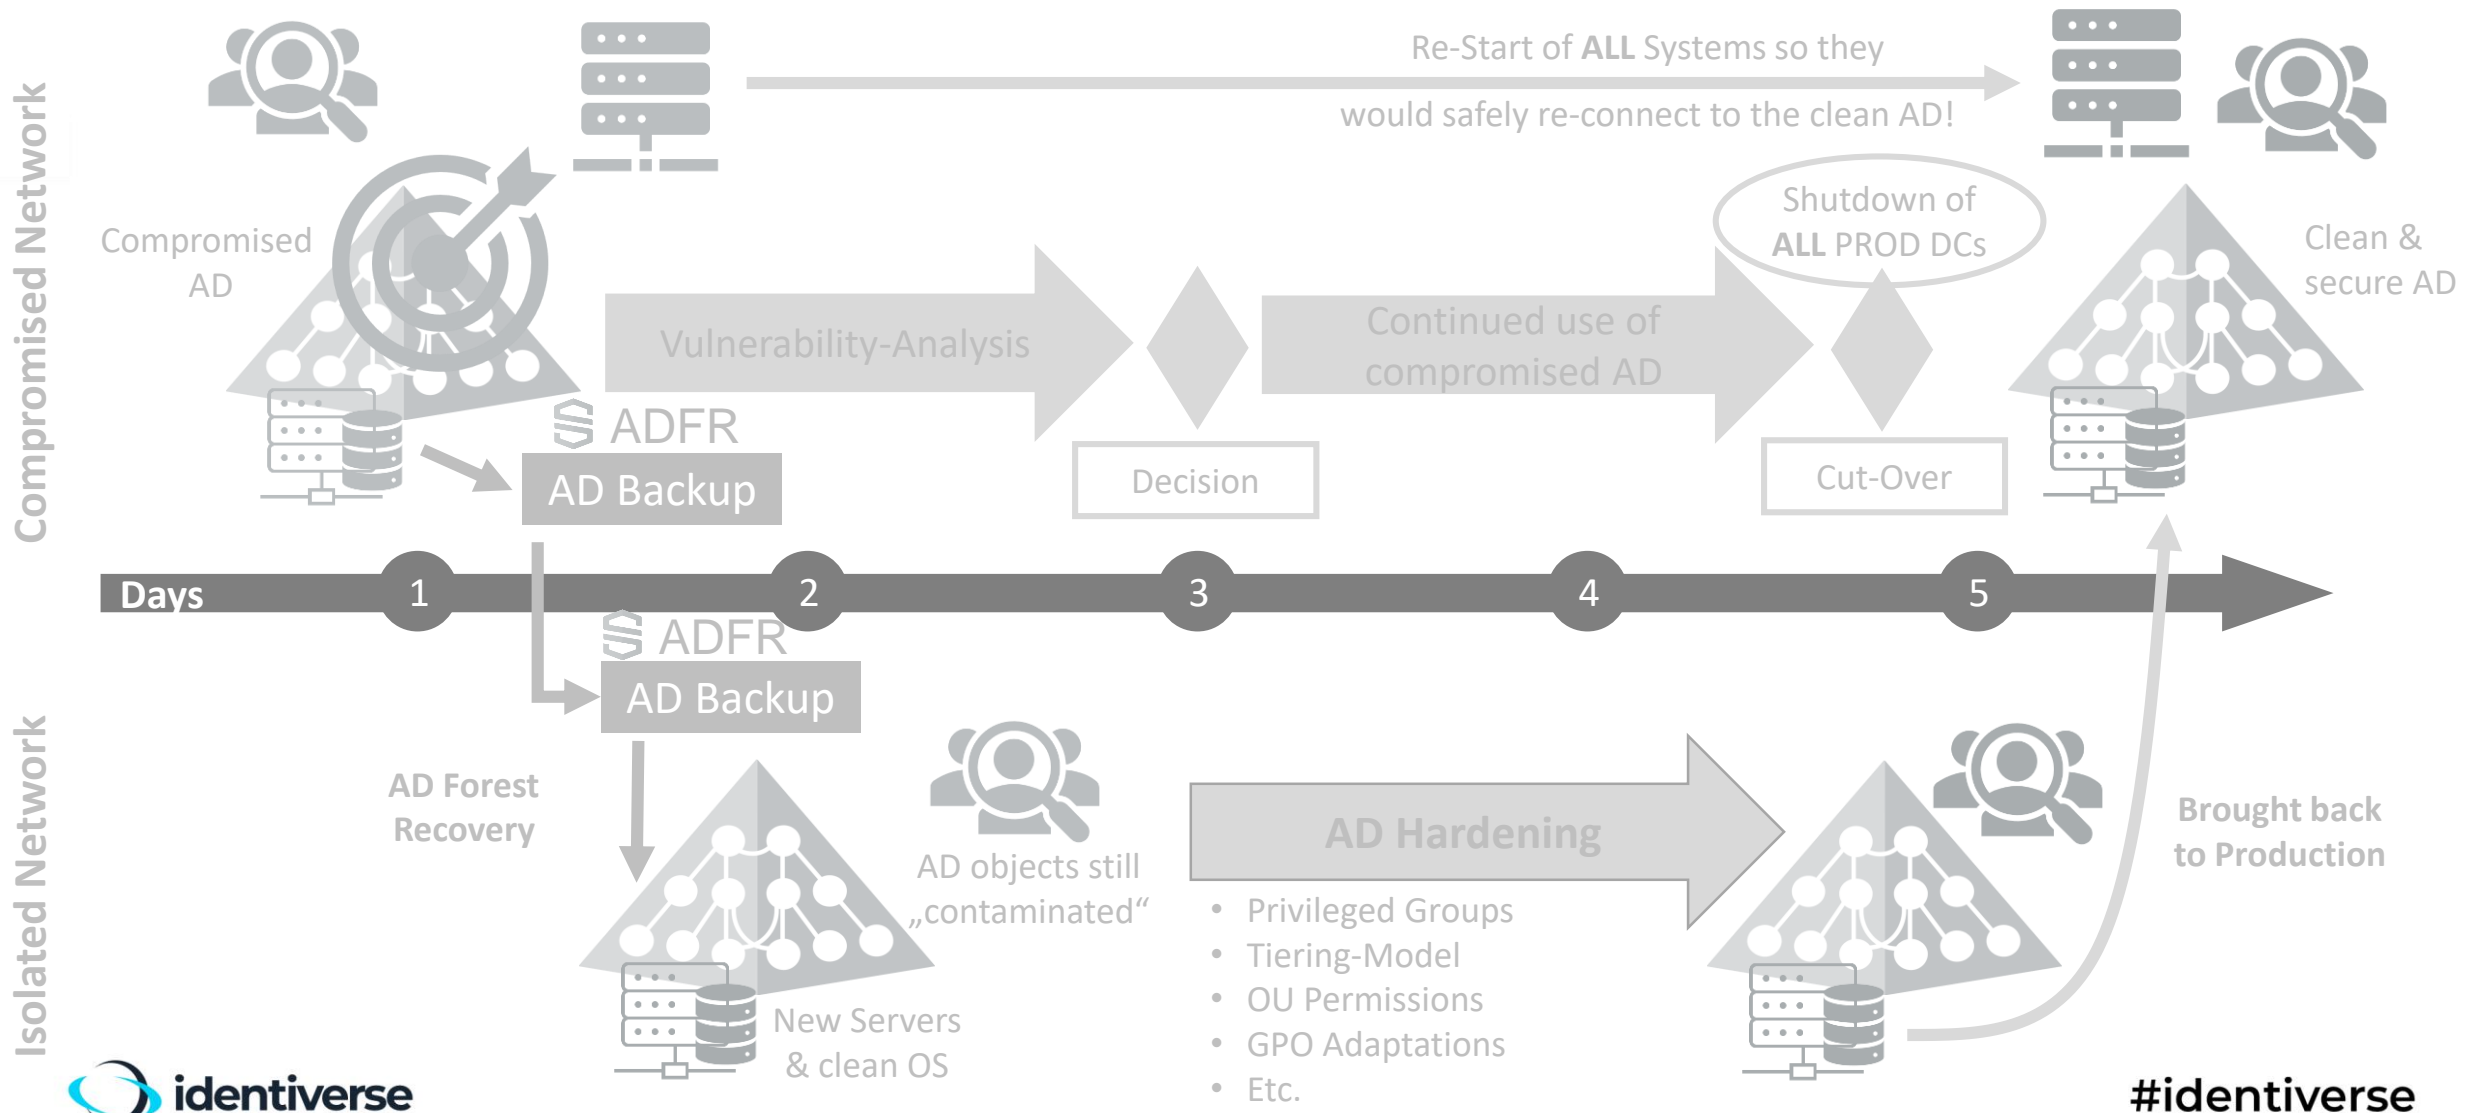 Compromised Network
Re-Start of ALL Systems so they
would safely re-connect to the clean AD!
Compromised
AD
Shutdown of
ALL PROD DCs
Clean &
secure AD
Vulnerability-Analysis
Continued use of
compromised AD
ADFR
AD Backup
Decision
Cut-Over
Days
1
2
3
4
5
Isolated Network
ADFR
AD Backup
AD Forest
Recovery
AD objects still
„contaminated“
New Servers
& clean OS
AD Hardening
• Privileged Groups
• Tiering-Model
• OU Permissions
• GPO Adaptations
• Etc.
Brought back
to Production
identiverse
#identiverse